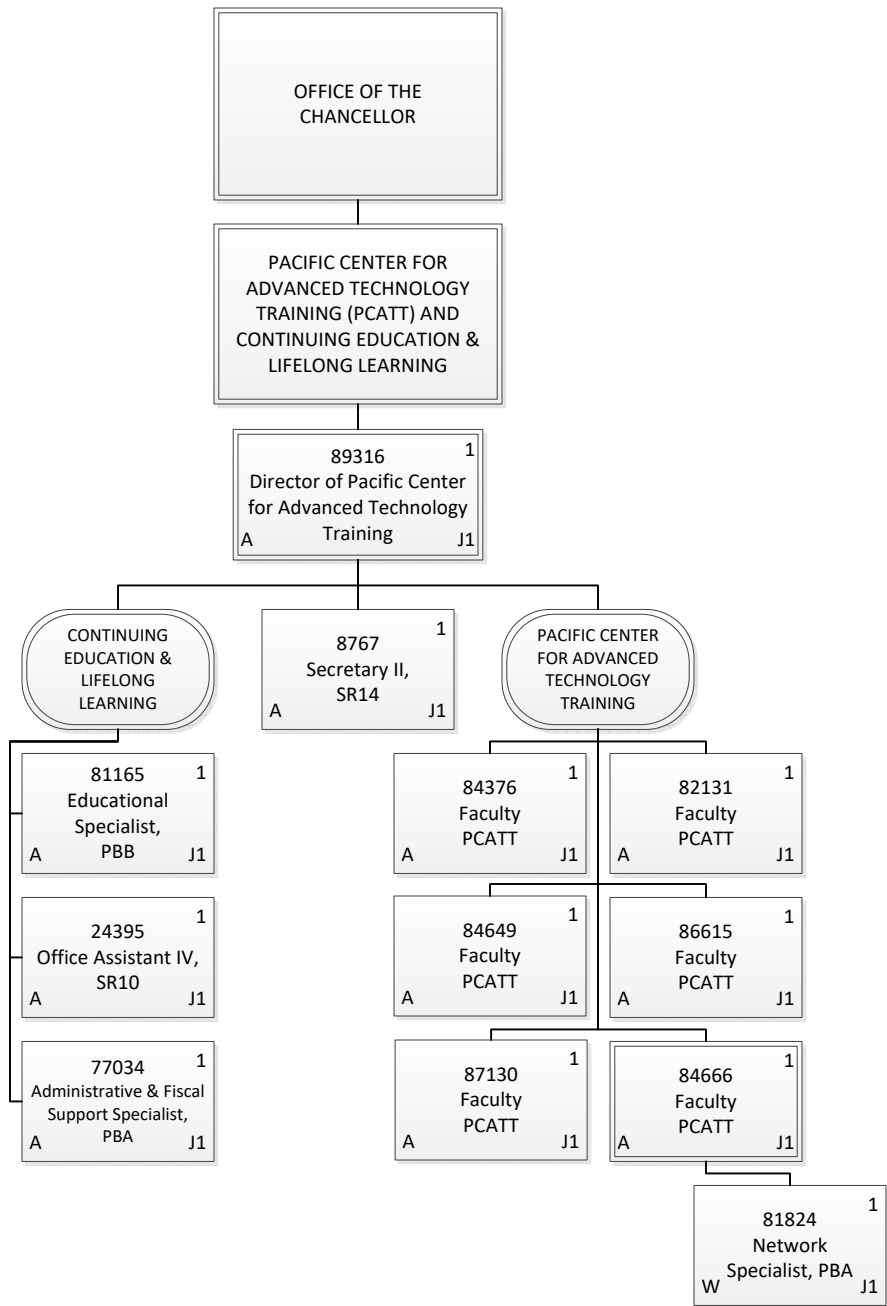 OFFICE OF THE
CHANCELLOR
PACIFIC CENTER FOR
ADVANCED TECHNOLOGY
TRAINING (PCATT) AND
CONTINUING EDUCATION &
LIFELONG LEARNING
89316 1
Director of Pacific Center
for Advanced Technology
Training
A J1
CONTINUING
EDUCATION &
LIFELONG
LEARNING
8767 1
Secretary II,
SR14
A J1
PACIFIC CENTER
FOR ADVANCED
TECHNOLOGY
TRAINING
81165 1
Educational
Specialist,
PBB
A J1
24395 1
Office Assistant IV,
SR10
A J1
77034 1
Administrative & Fiscal
Support Specialist,
PBA
A J1
84376 1
Faculty
PCATT
A J1
82131 1
Faculty
PCATT
A J1
84649 1
Faculty
PCATT
A J1
86615 1
Faculty
PCATT
A J1
87130 1
Faculty
PCATT
A J1
84666 1
Faculty
PCATT
A J1
81824 1
Network
Specialist, PBA
W J1